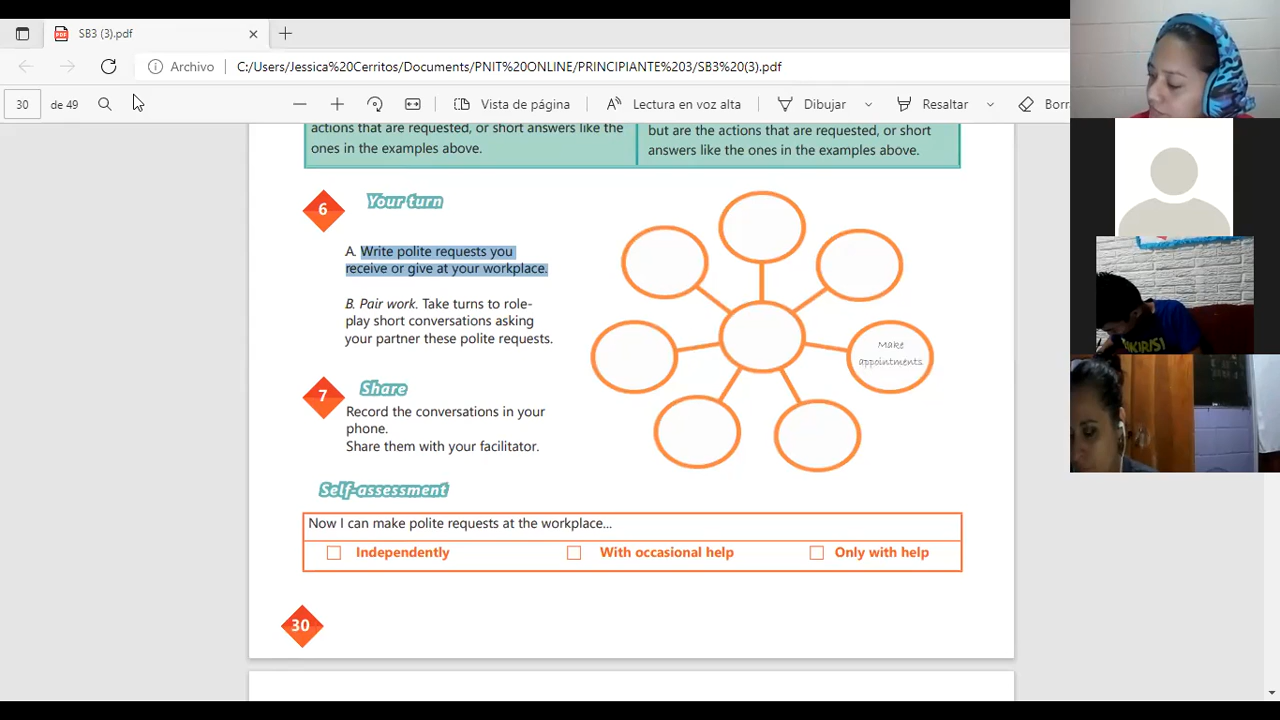 SB3 (3).pdf
Archivo
C:/Users/Jessica%20Cerritos/Documents/PNIT%20ONLINE/PRINCIPIANTE%203/SB3%20(3).pdf
30 de 49
Vista de página
Lectura en voz alta
Dibujar
Resaltar
Borr
actions that are requested, or short answers like the
ones in the examples above.
but are the actions that are requested, or short
answers like the ones in the examples above.
6 Your turn
A. Write polite requests you
receive or give at your workplace.
B. Pair work. Take turns to role-
play short conversations asking
your partner these polite requests.
Make
appointments
7 Share
Record the conversations in your
phone.
Share them with your facilitator.
Self-assessment
Now I can make polite requests at the workplace...
Independently
With occasional help
Only with help
30